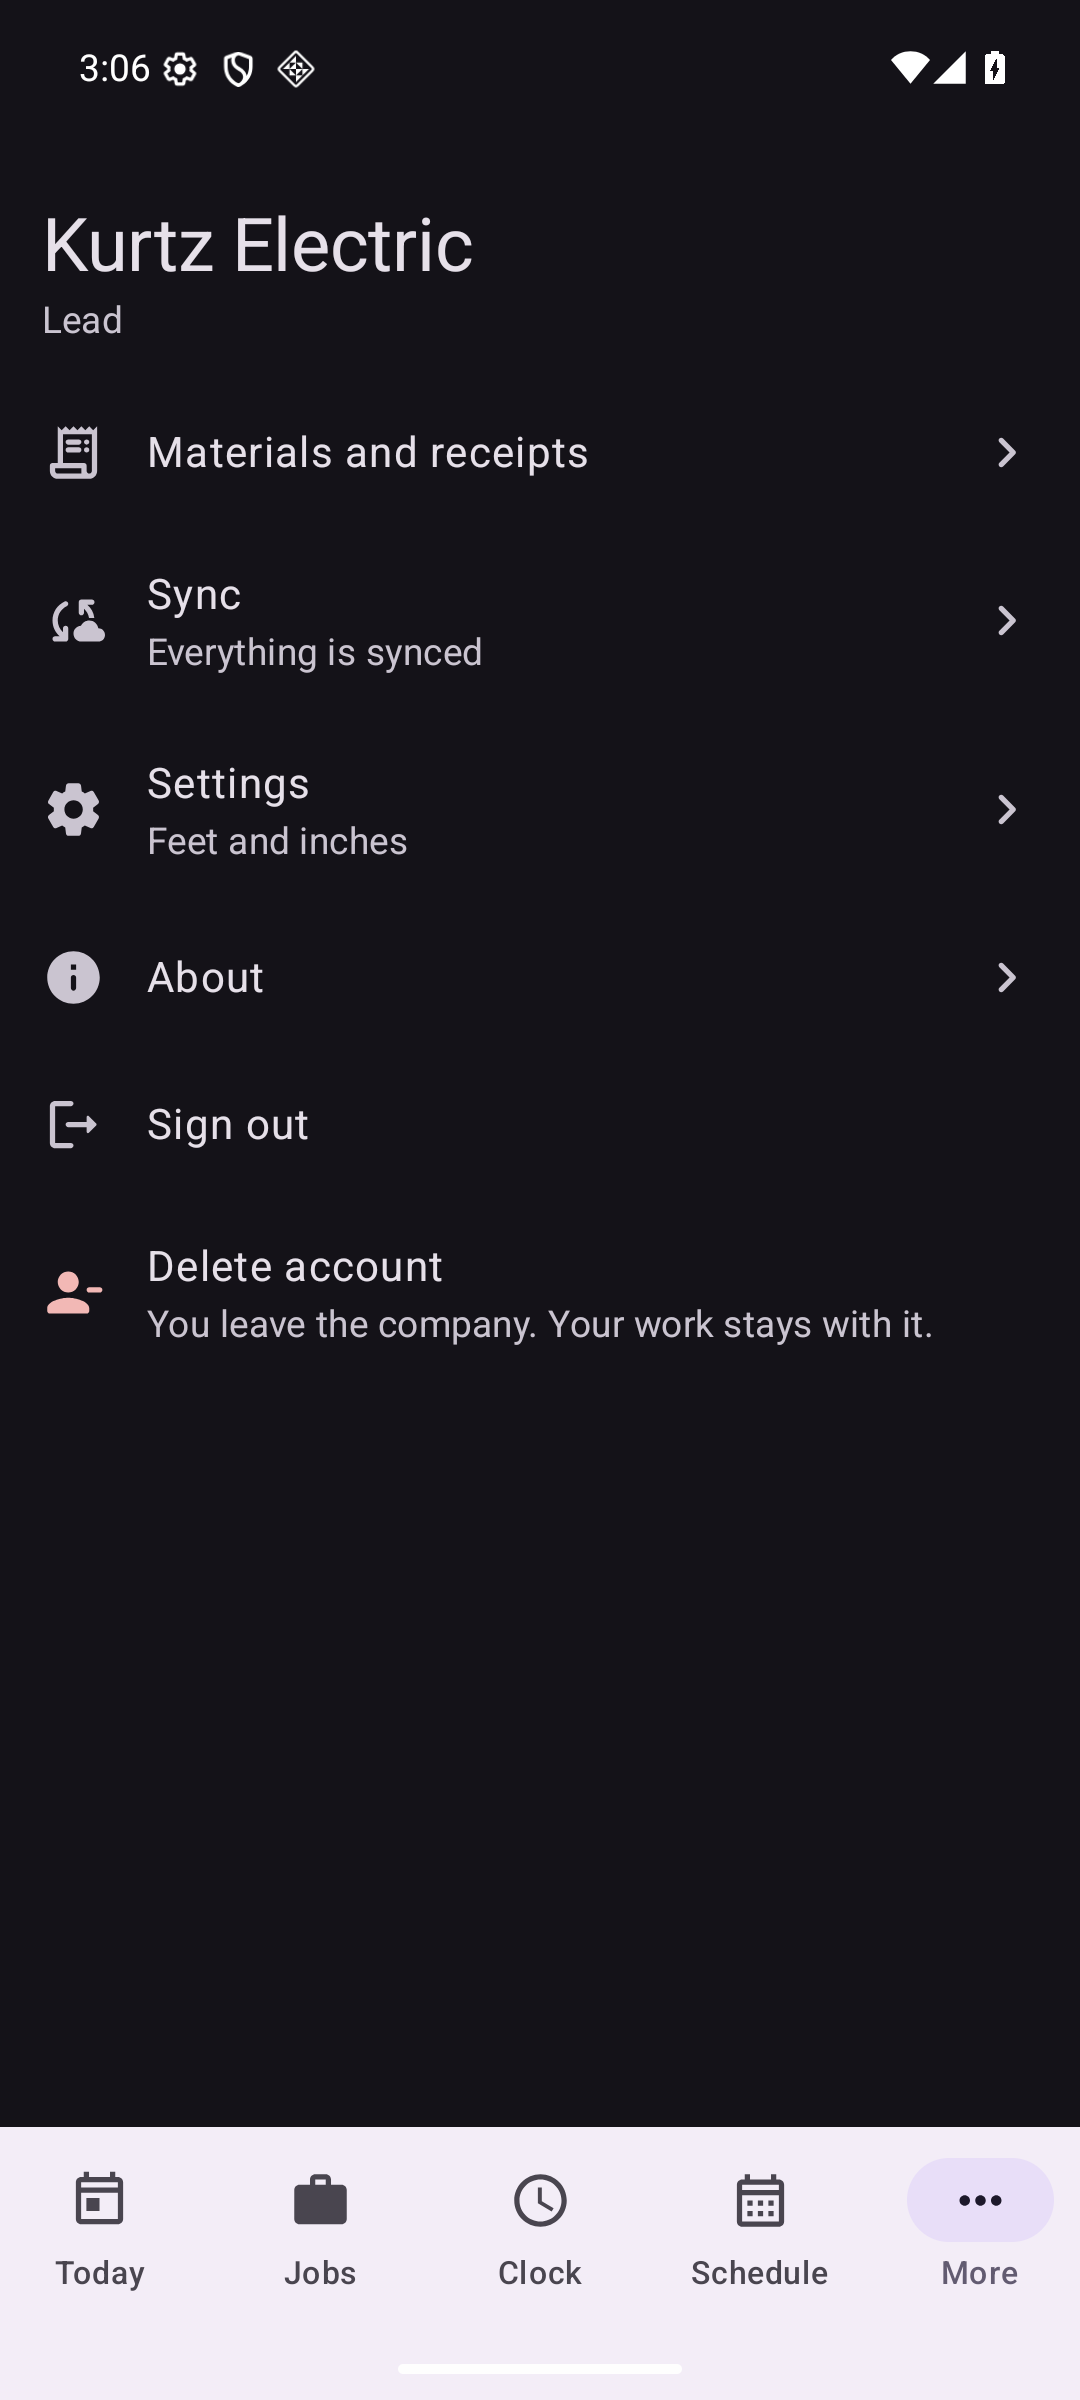 3:06
Kurtz Electric
Lead
Materials and receipts
Sync
Everything is synced
Settings
Feet and inches
About
Sign out
Delete account
You leave the company. Your work stays with it.
Today
Jobs
Clock
Schedule
More